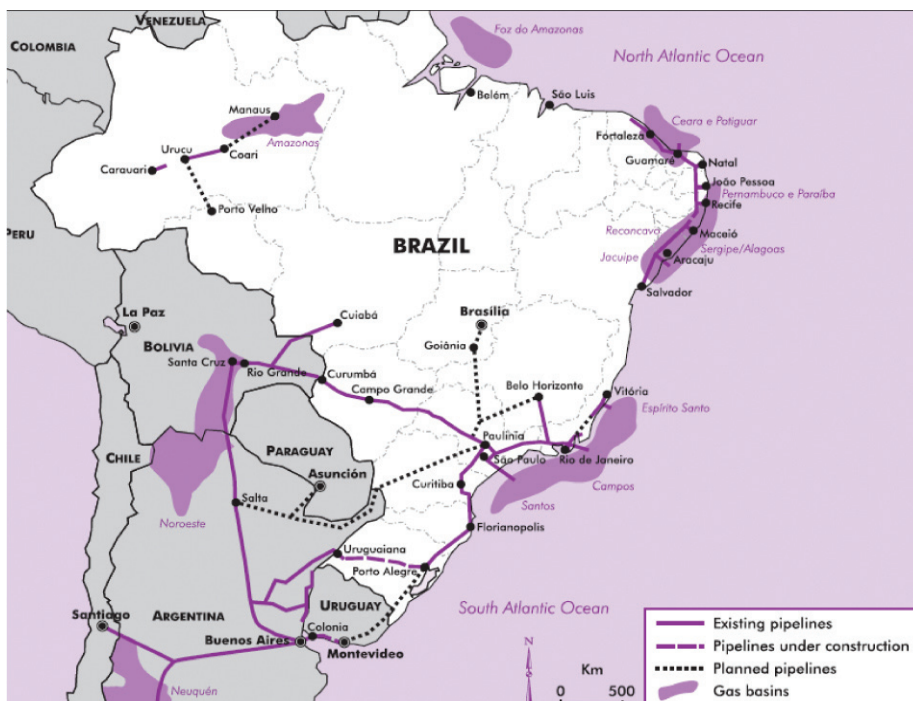 VENEZUELA
COLOMBIA
Foz do Amazonas
North Atlantic Ocean
Belém
São Luis
Manaus
Amazonas
Ceara e Potiguar
Fortaleza
Guamaré
Urucu
Coari
Carauari
Natal
João Pessoa
Pernambuco e Paraíba
Recife
Porto Velho
PERU
BRAZIL
Reconcavo
Macaió
Sergipe/Alagoas
Jacuipe
Aracaju
Salvador
La Paz
Cuiabá
Brasília
BOLIVIA
Goiânia
Santa Cruz
Rio Grande
Curumbá
Campo Grande
Belo Horizonte
Vitória
Espírito Santo
PARAGUAY
Paulínia
CHILE
São Paulo
Rio de Janeiro
Asunción
Curitiba
Campos
Salta
Santos
Noroeste
Florianopolis
Uruguaiana
Porto Alegre
South Atlantic Ocean
Santiago
ARGENTINA
URUGUAY
Colonia
Buenos Aires
Montevideo
Neuquén
N
Km
0 500
Existing pipelines
Pipelines under construction
Planned pipelines
Gas basins